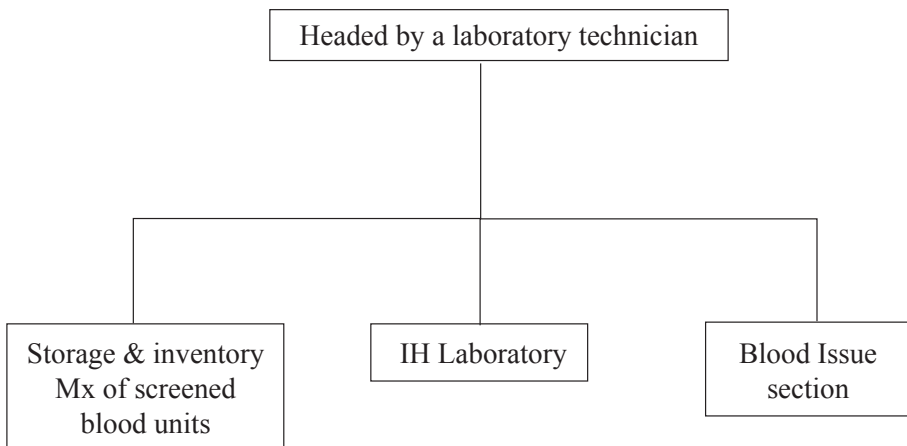 Headed by a laboratory technician
Storage & inventory
Mx of screened
blood units
IH Laboratory
Blood Issue
section